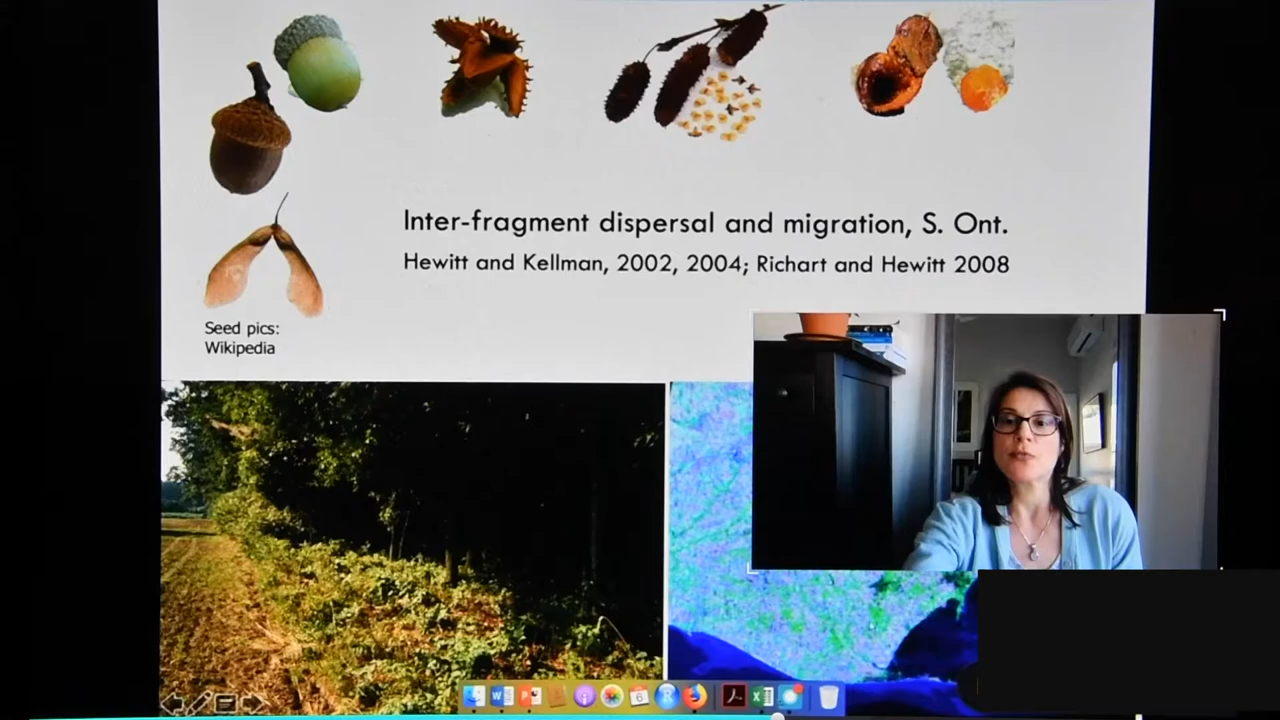 Inter-fragment dispersal and migration, S. Ont.
Hewitt and Kellman, 2002, 2004; Richart and Hewitt 2008
Seed pics:
Wikipedia